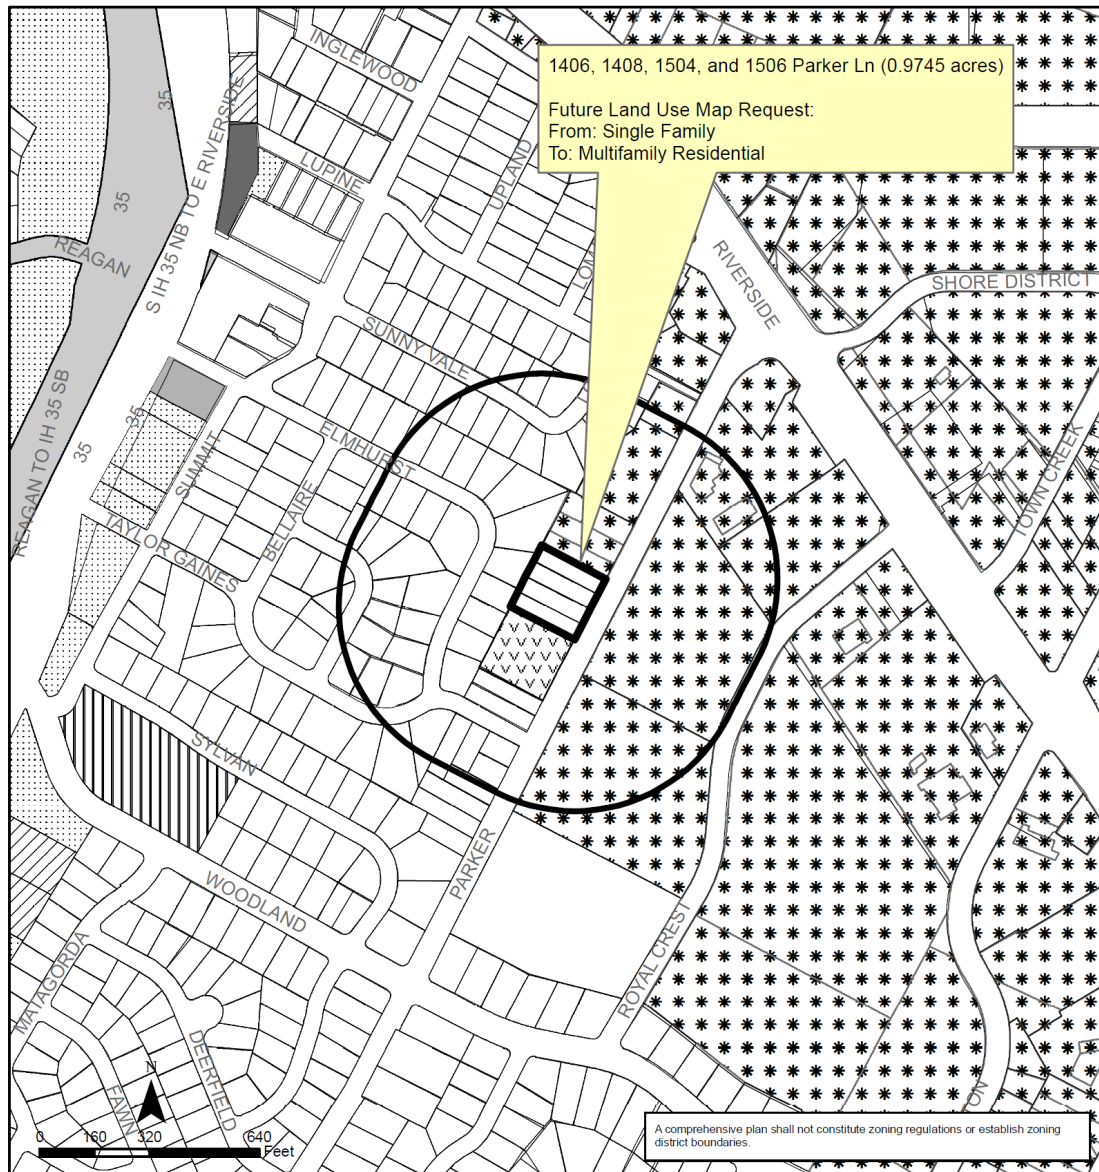 INGLEWOOD
1406, 1408, 1504, and 1506 Parker Ln (0.9745 acres)
Future Land Use Map Request:
From: Single Family
To: Multifamily Residential
35
S IH 35 NB TO E RIVERSIDE
LUPINE
UPLAND
35
REAGAN
LOMA
RIVERSIDE
SHORE DISTRICT
SUNNY VALE
REAGAN TO IH 35 SB
35
35
SUMMIT
ELMHURST
BELLAIRE
TAYLOR GAINES
TOWN CREEK
SYLVAN
PARKER
WOODLAND
ROYAL CREST
MATAGORDA
DEERFIELD
FAWN
TON
N
0 160 320 640
Feet
A comprehensive plan shall not constitute zoning regulations or establish zoning
district boundaries.